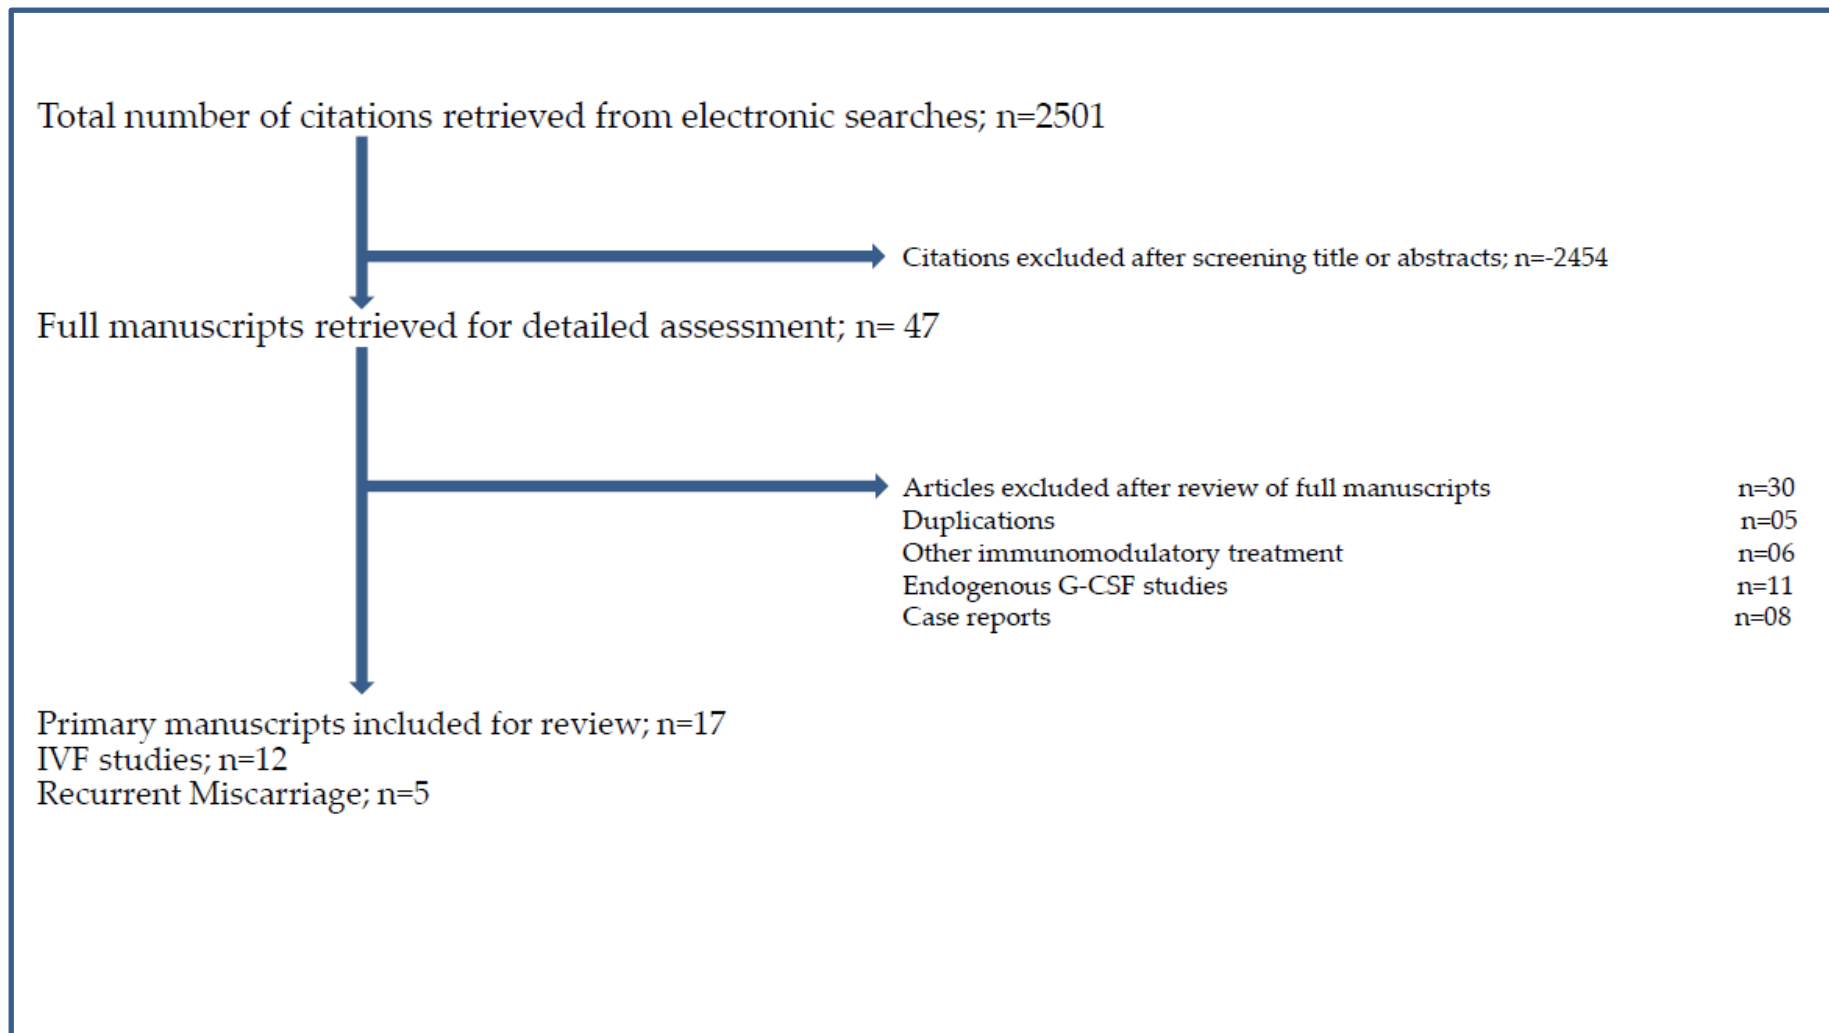 Total number of citations retrieved from electronic searches; n=2501
Citations excluded after screening title or abstracts; n=-2454
Full manuscripts retrieved for detailed assessment; n= 47
Articles excluded after review of full manuscripts n=30
Duplications n=05
Other immunomodulatory treatment n=06
Endogenous G-CSF studies n=11
Case reports n=08
Primary manuscripts included for review; n=17
IVF studies; n=12
Recurrent Miscarriage; n=5